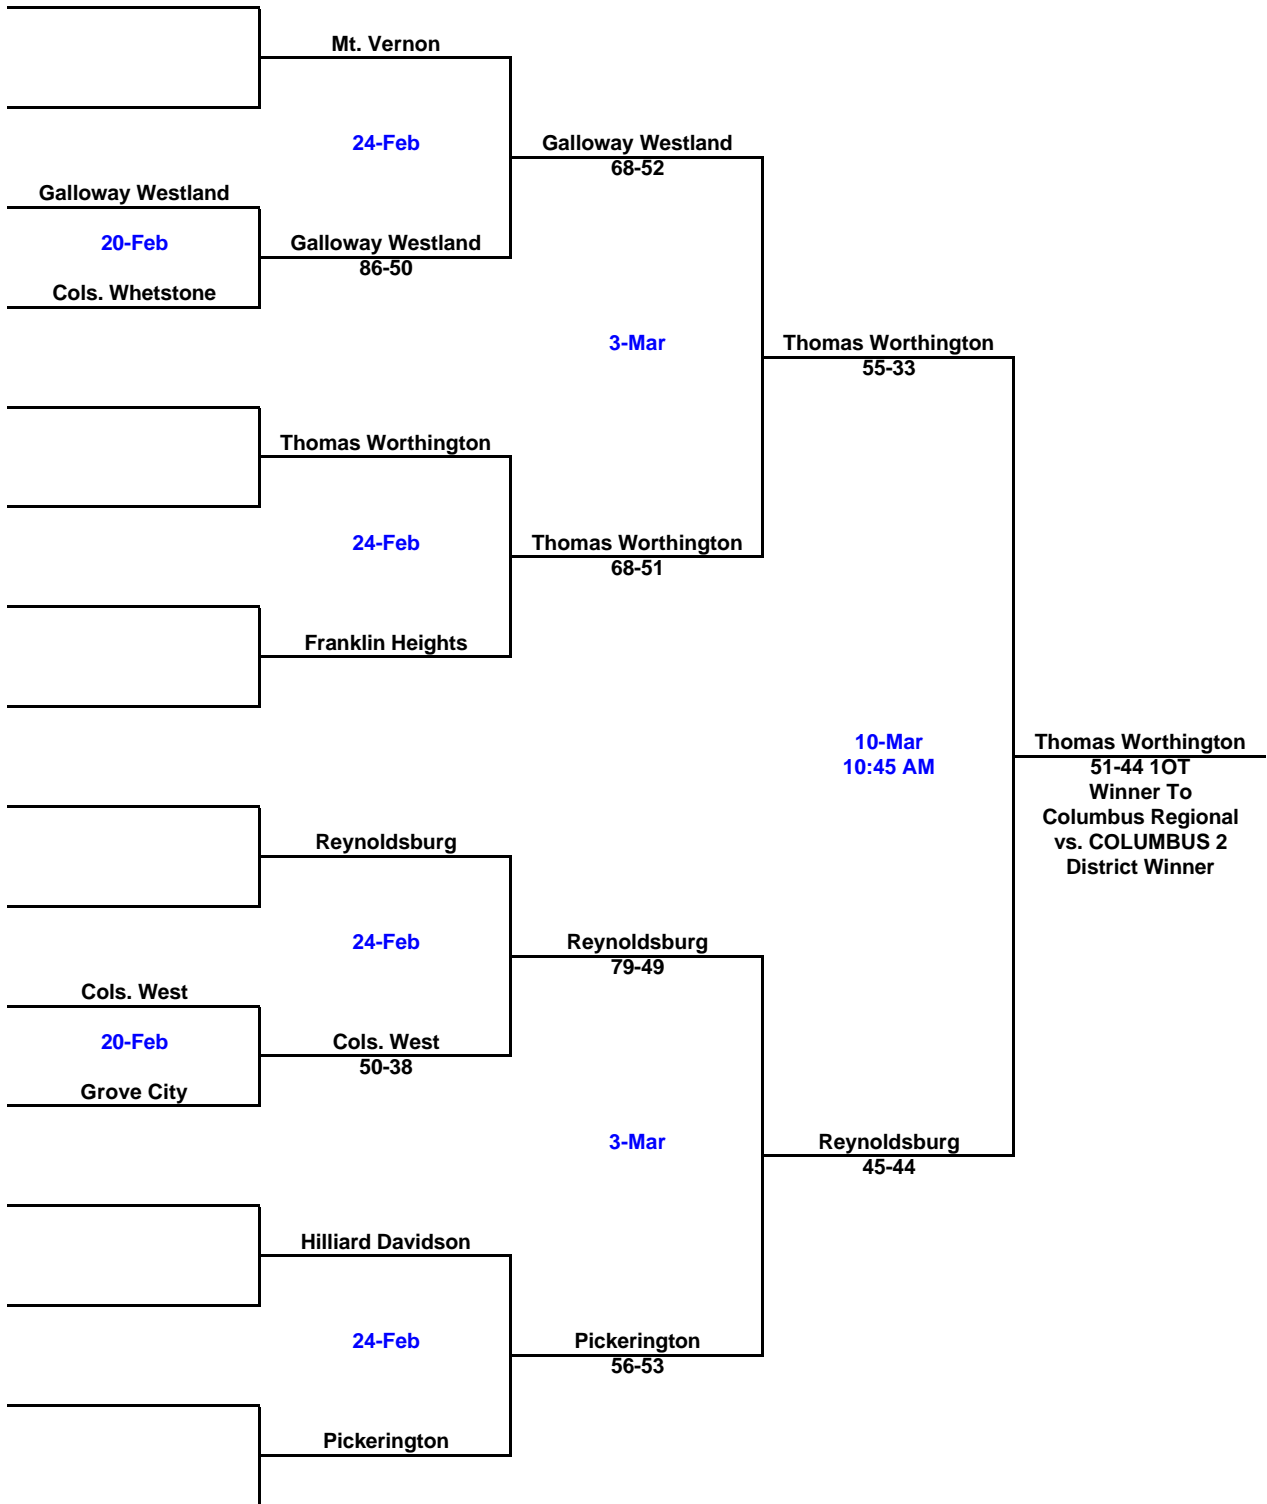 Mt. Vernon
24-Feb
Galloway Westland
68-52
Galloway Westland
20-Feb
Galloway Westland
86-50
Cols. Whetstone
3-Mar
Thomas Worthington
55-33
Thomas Worthington
24-Feb
Thomas Worthington
68-51
Franklin Heights
10-Mar
10:45 AM
Thomas Worthington
51-44 1OT
Winner To
Columbus Regional
vs. COLUMBUS 2
District Winner
Reynoldsburg
24-Feb
Reynoldsburg
79-49
Cols. West
20-Feb
Cols. West
50-38
Grove City
3-Mar
Reynoldsburg
45-44
Hilliard Davidson
24-Feb
Pickerington
56-53
Pickerington